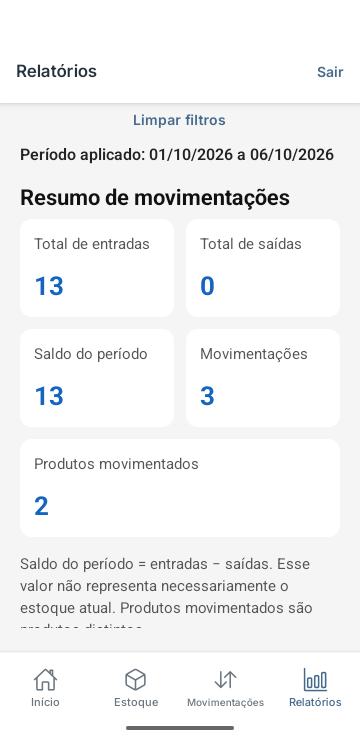 Relatórios
Sair
Limpar filtros
Período aplicado: 01/10/2026 a 06/10/2026
Resumo de movimentações
Total de entradas
13
Total de saídas
0
Saldo do período
13
Movimentações
3
Produtos movimentados
2
Saldo do período = entradas − saídas. Esse
valor não representa necessariamente o
estoque atual. Produtos movimentados são
produtos distintos
Início
Estoque
Movimentações
Relatórios